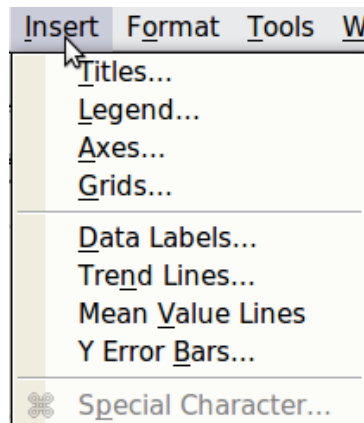 Insert Format Tools W
Titles...
Legend...
Axes...
Grids...
Data Labels...
Trend Lines...
Mean Value Lines
Y Error Bars...
Special Character...